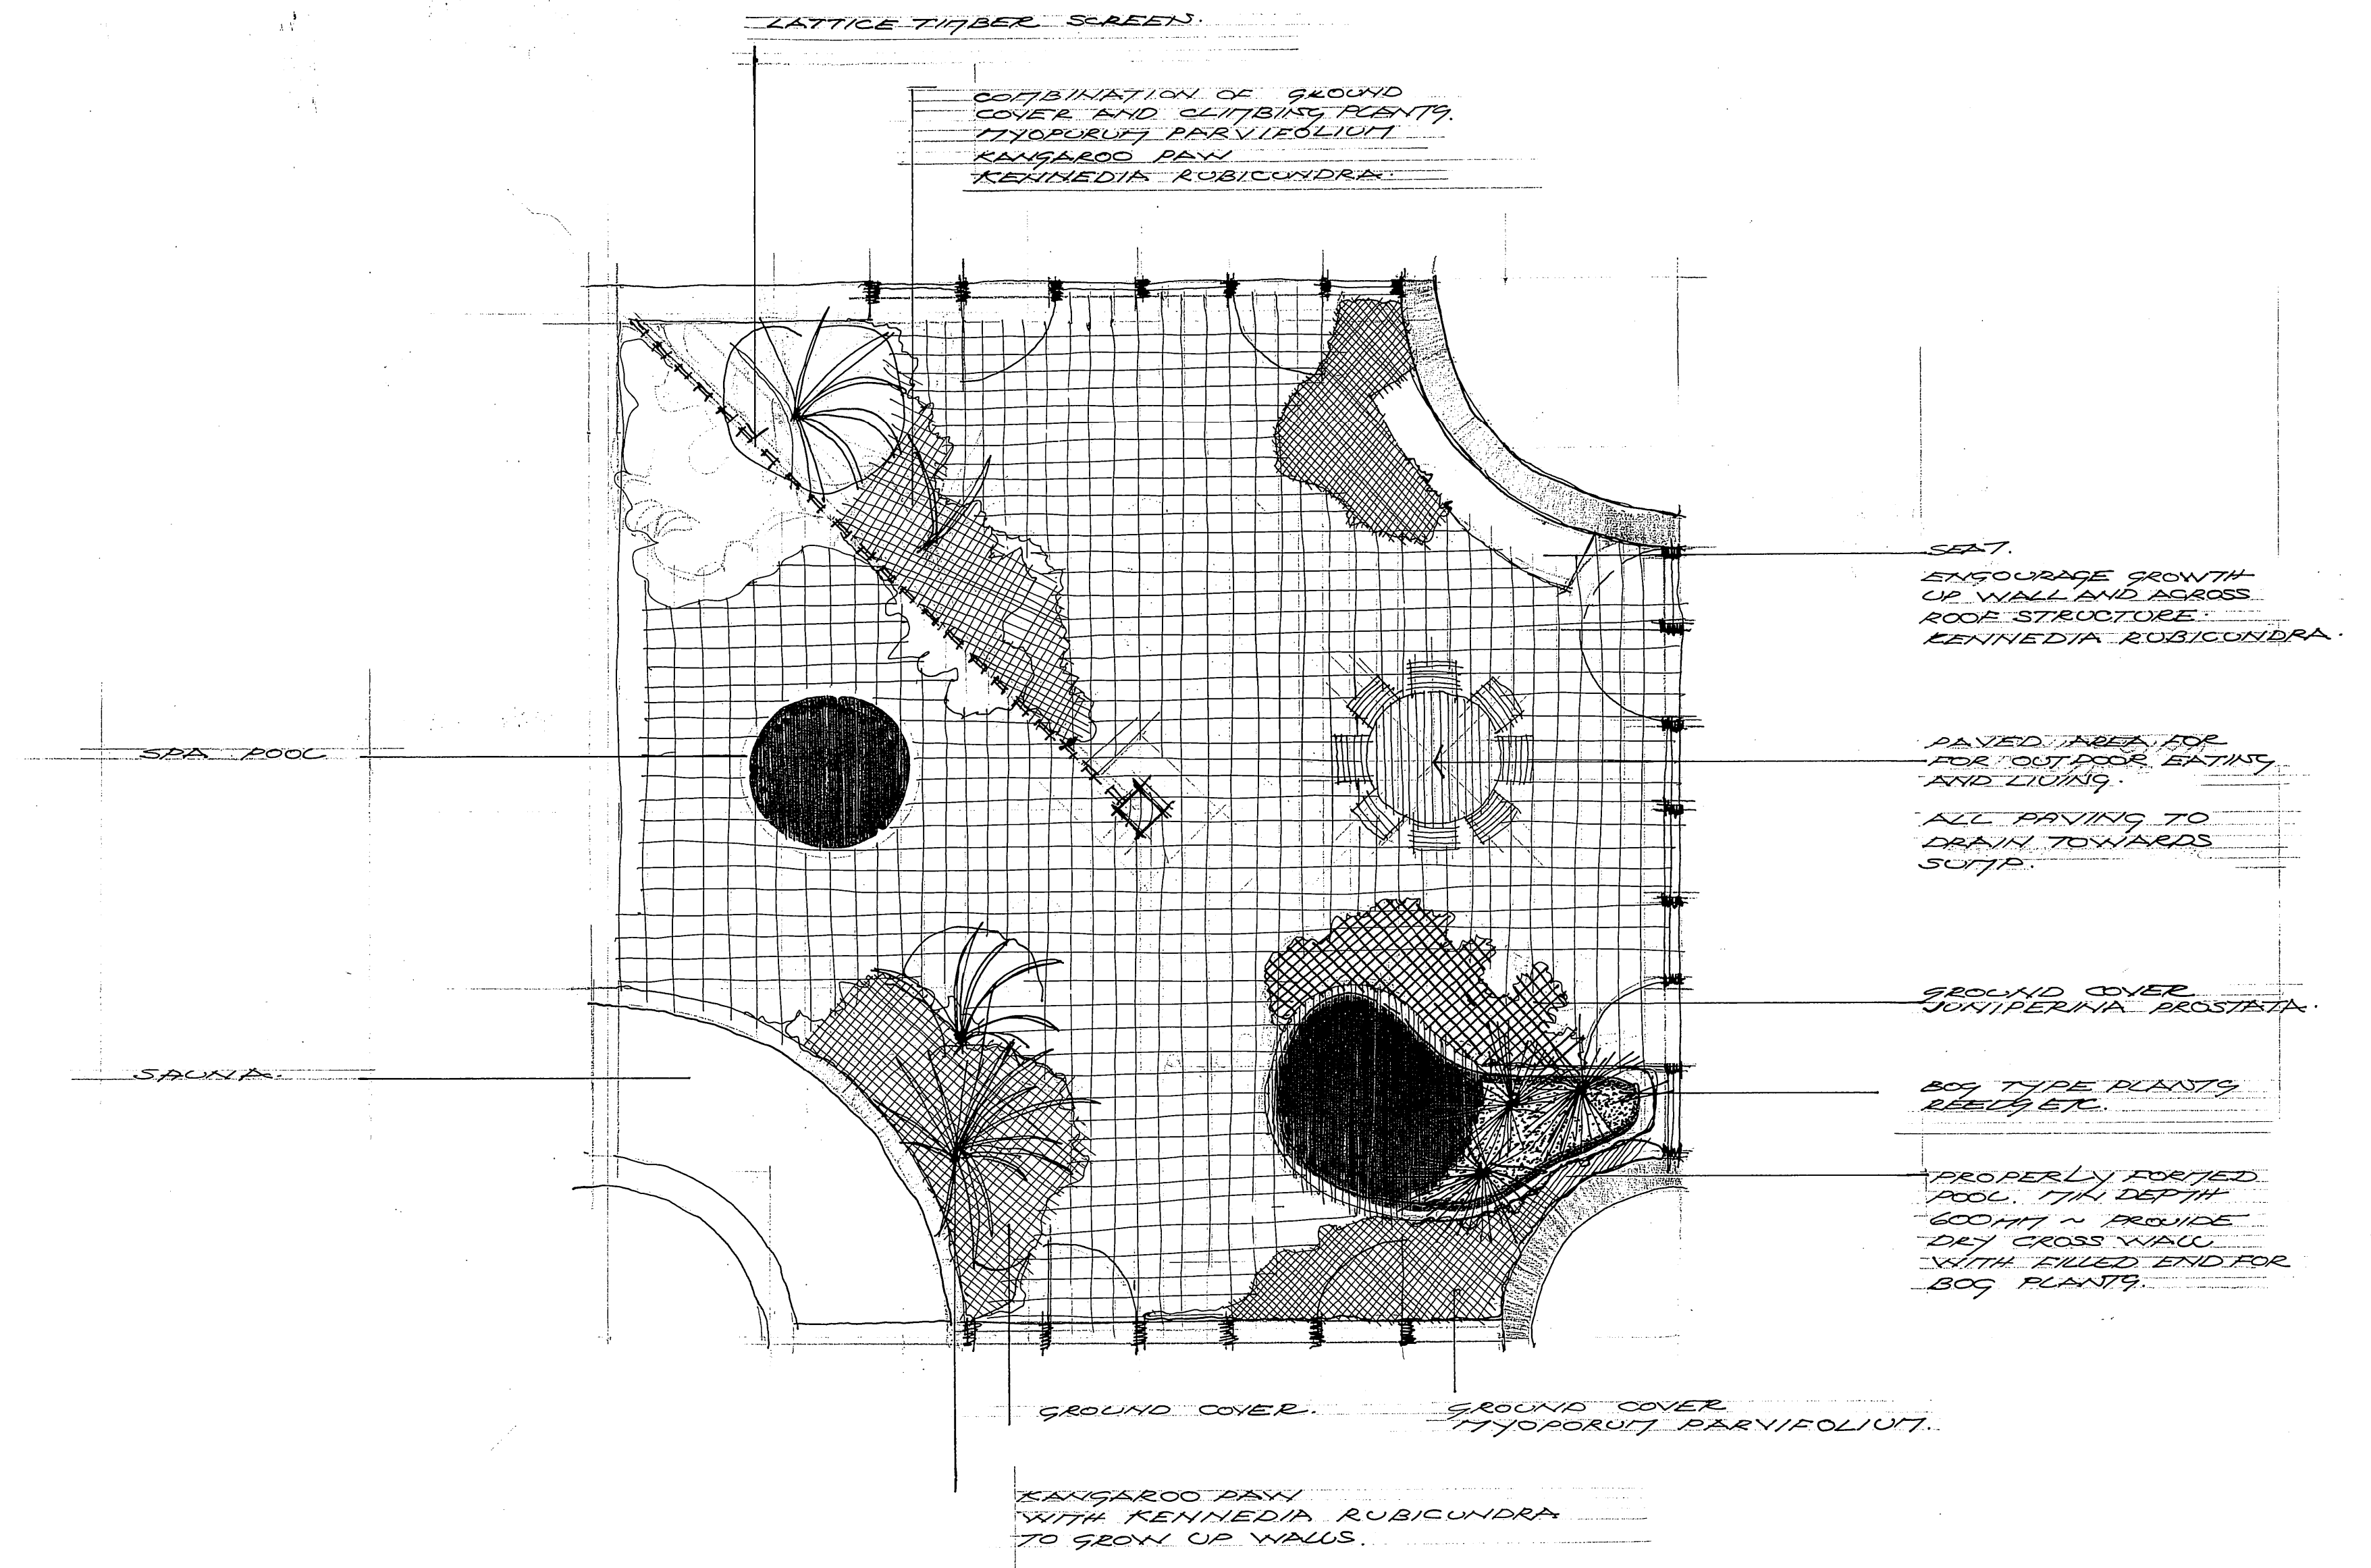 LATTICE TIMBER SCREEN.
COMBINATION OF GROUND
COVER AND CLIMBING PLANTS.
MYOPURUM PARVIFOLIUM
KANGAROO PAW
KENNEDIA RUBICUNDRA.
SEAT.
ENCOURAGE GROWTH
UP WALL AND ACROSS
ROOF STRUCTURE.
KENNEDIA RUBICONDRA.
SPA POOL
PAVED AREA FOR
FOR OUTDOOR EATING
AND LIVING.
ALL PAVING TO
DRAIN TOWARDS
SUMP.
GROUND COVER
JUNIPERINA PROSTATA.
SAUNA.
BOG TYPE PLANTS
REEDS ETC.
PROPERLY FORMED
POOL. MIN DEPTH
600MM ~ PROVIDE
DRY CROSS WALL
WITH FILLED END FOR
BOG PLANTS.
GROUND COVER.
GROUND COVER
MYOPORUM PARVIFOLIUM.
KANGAROO PAW
WITH KENNEDIA RUBICUNDRA
TO GROW UP WALLS.